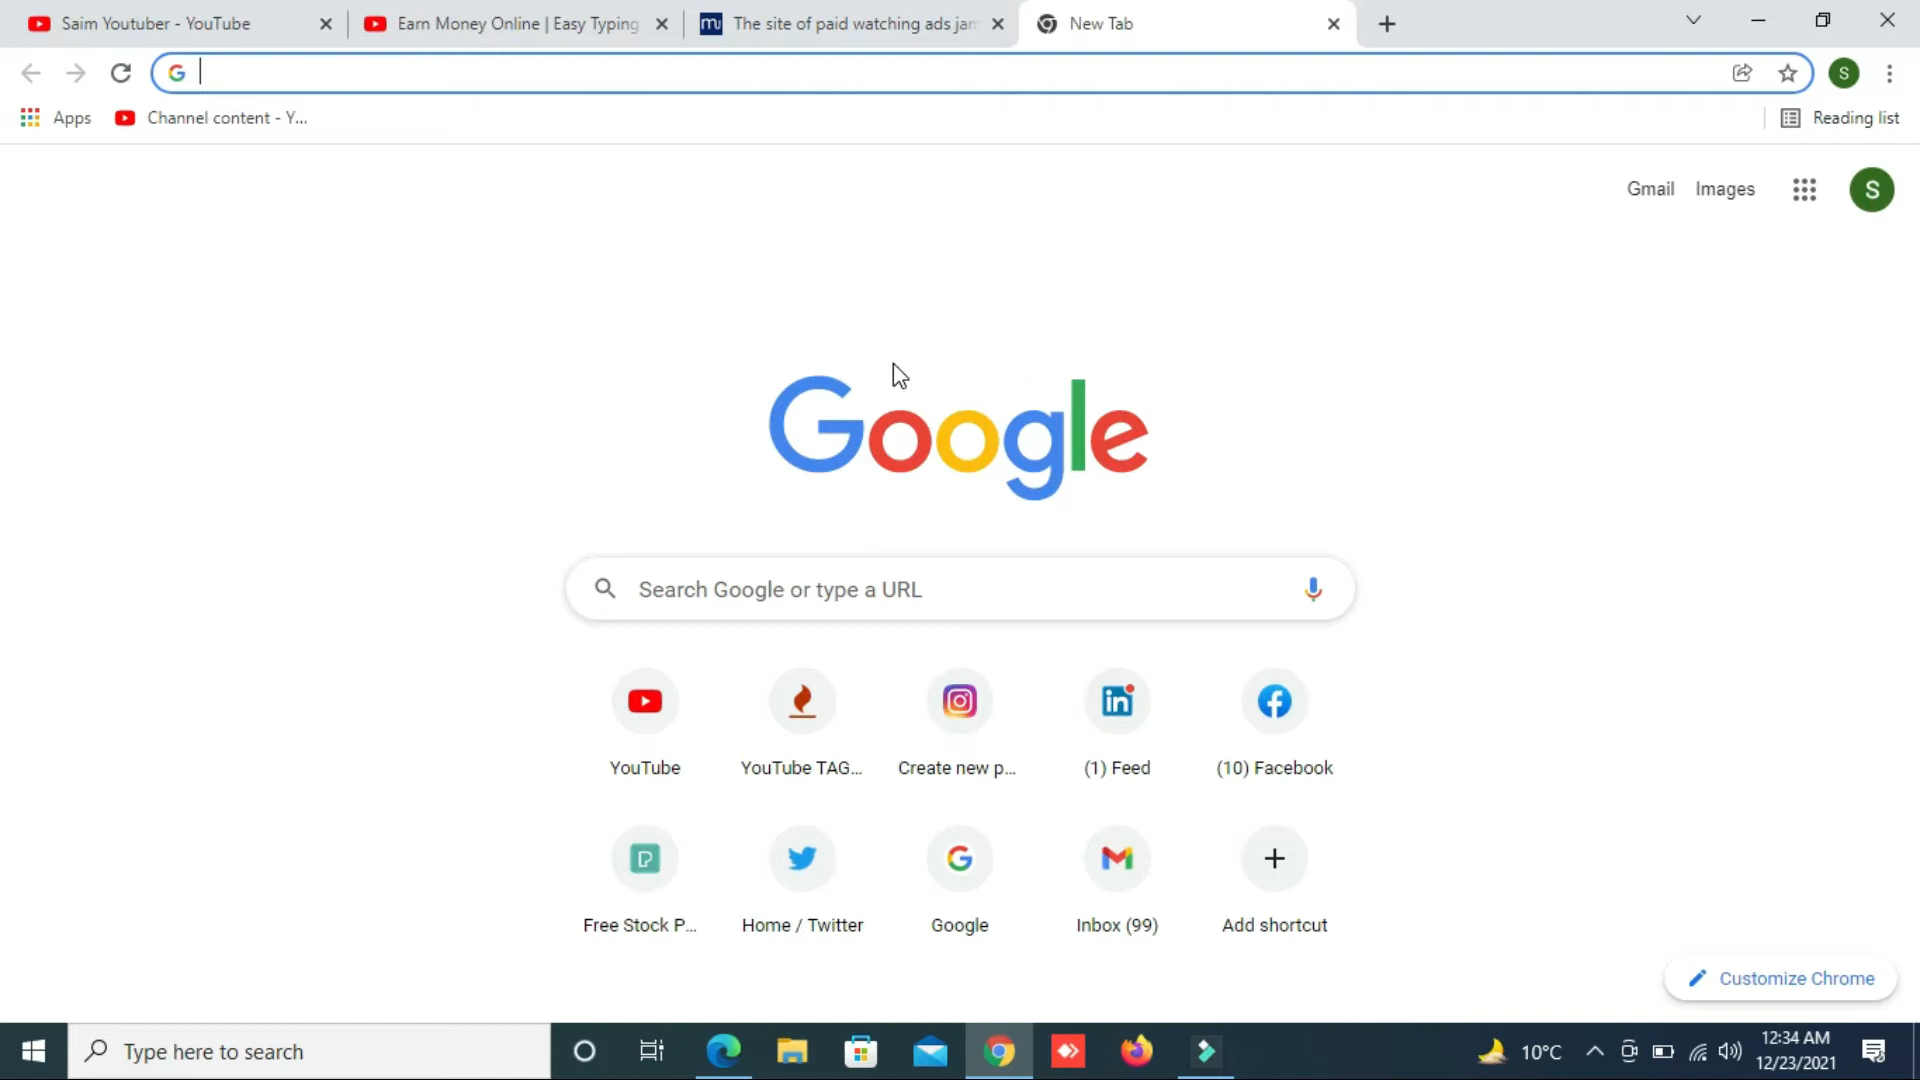 Saim Youtuber - YouTube
Earn Money Online | Easy Typing
The site of paid watching ads jam
New Tab
Apps
Channel content - Y...
Reading list
S
Gmail
Images
S
Google
Search Google or type a URL
YouTube
YouTube TAG...
Create new p...
(1) Feed
(10) Facebook
Free Stock P...
Home / Twitter
Google
Inbox (99)
Add shortcut
Customize Chrome
Type here to search
10°C
12:34 AM
12/23/2021